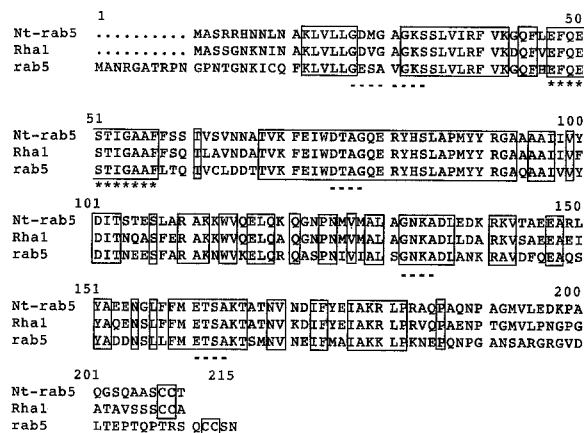 1 50
Nt-rab5 .......... MASRRHNNLN AKLVLLGDMG AGKSSLVIRF VKGQFLEFQE
Rha1 .......... MASSGNKNIN AKLVLLGDVG AGKSSLVLRF VKDQFVEFQE
rab5 MANRGATRPN GPNTGNKICQ FKLVLLGESA VGKSSLVLRF VKGQFHEFQE
---- --- ****
51 100
Nt-rab5 STIGAAFFSS TVSVNNATVK FEIWDTAGQE RYHSLAPMYY RGAAAAIIVY
Rha1 STIGAAFFSQ TLAVNDATVK FEIWDTAGQE RYHSLAPMYY RGAAAAIIVF
rab5 STIGAAFLTQ TVCLDDTTVK FEIWDTAGQE RYHSLAPMYY RGAQAAIVVY
******* ----
101 150
Nt-rab5 DITSTESLAR AKKWVQELQK QGNPNMVMAL AGNKADLEDK RKVTAEEARL
Rha1 DITNQASFER AKKWVQELQA QGNPNMVMAL AGNKADLLDA RKVSAEEAEI
rab5 DITNEESFAR AKNWVKELQR QASPNIVIAL SGNKADLANK RAVDFQEAQS
----
151 200
Nt-rab5 YAEENGLFFM ETSAKTATNV NDIFYEIAKR LPRAQPAQNP AGMVLEDKPA
Rha1 YAQENSLFFM ETSAKTATNV KDIFYEIAKR LPRVQPAENP TGMVLPNGPG
rab5 YADDNSLLFM ETSAKTSMNV NEIFMAIAKK LPKNEPQNPG ANSARGRGVD
----
201 215
Nt-rab5 QGSQAASCCT
Rha1 ATAVSSSCCA
rab5 LTEPTQPTRS QCCSN